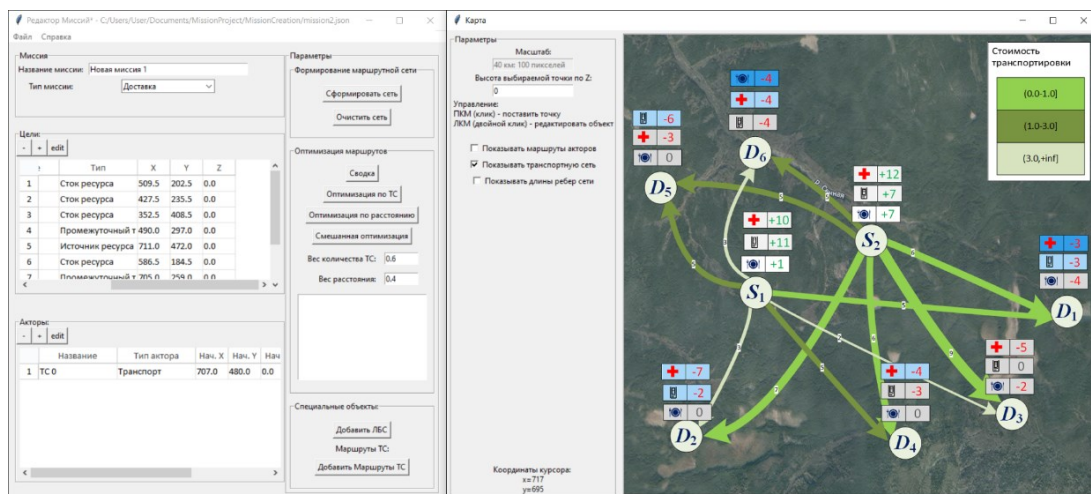 Редактор Миссий* - C:/Users/User/Documents/MissionProject/MissionCreation/mission2.json
Файл Справка
Миссия
Название миссии: Новая миссия 1
Тип миссии: Доставка
Цели:
- + edit
↑ Тип X Y Z
1 Сток ресурса 509.5 202.5 0.0
2 Сток ресурса 427.5 235.5 0.0
3 Сток ресурса 352.5 408.5 0.0
4 Промежуточный т 490.0 297.0 0.0
5 Источник ресурса 711.0 472.0 0.0
6 Сток ресурса 586.5 184.5 0.0
7 Промежуточный т 705.0 259.0 0.0
Акторы:
- + edit
Название Тип актора Нач. X Нач. Y Нач
1 ТС 0 Транспорт 707.0 480.0 0.0
Параметры
Формирование маршрутной сети
Сформировать сеть
Очистить сеть
Оптимизация маршрутов
Сводка
Оптимизация по ТС
Оптимизация по расстоянию
Смешанная оптимизация
Вес количества ТС: 0.6
Вес расстояния: 0.4
Специальные объекты:
Добавить ЛБС
Маршруты ТС:
Добавить Маршруты ТС
Карта
Параметры
Масштаб:
40 км: 100 пикселей
Высота выбираемой точки по Z:
0
Управление:
ПКМ (клик) - поставить точку
ЛКМ (двойной клик) - редактировать объект
Показывать маршруты акторов
Показывать транспортную сеть
Показывать длины ребер сети
Координаты курсора:
x=717
y=695
Стоимость
транспортировки
(0.0-1.0]
(1.0-3.0]
(3.0,+inf]
-4
-4
-4
D6
-6
-3
0
D5
+12
+7
+7
S2
+10
+11
+1
S1
-3
-3
-4
D1
-7
-2
0
D2
-4
-3
0
D4
-5
0
-2
D3